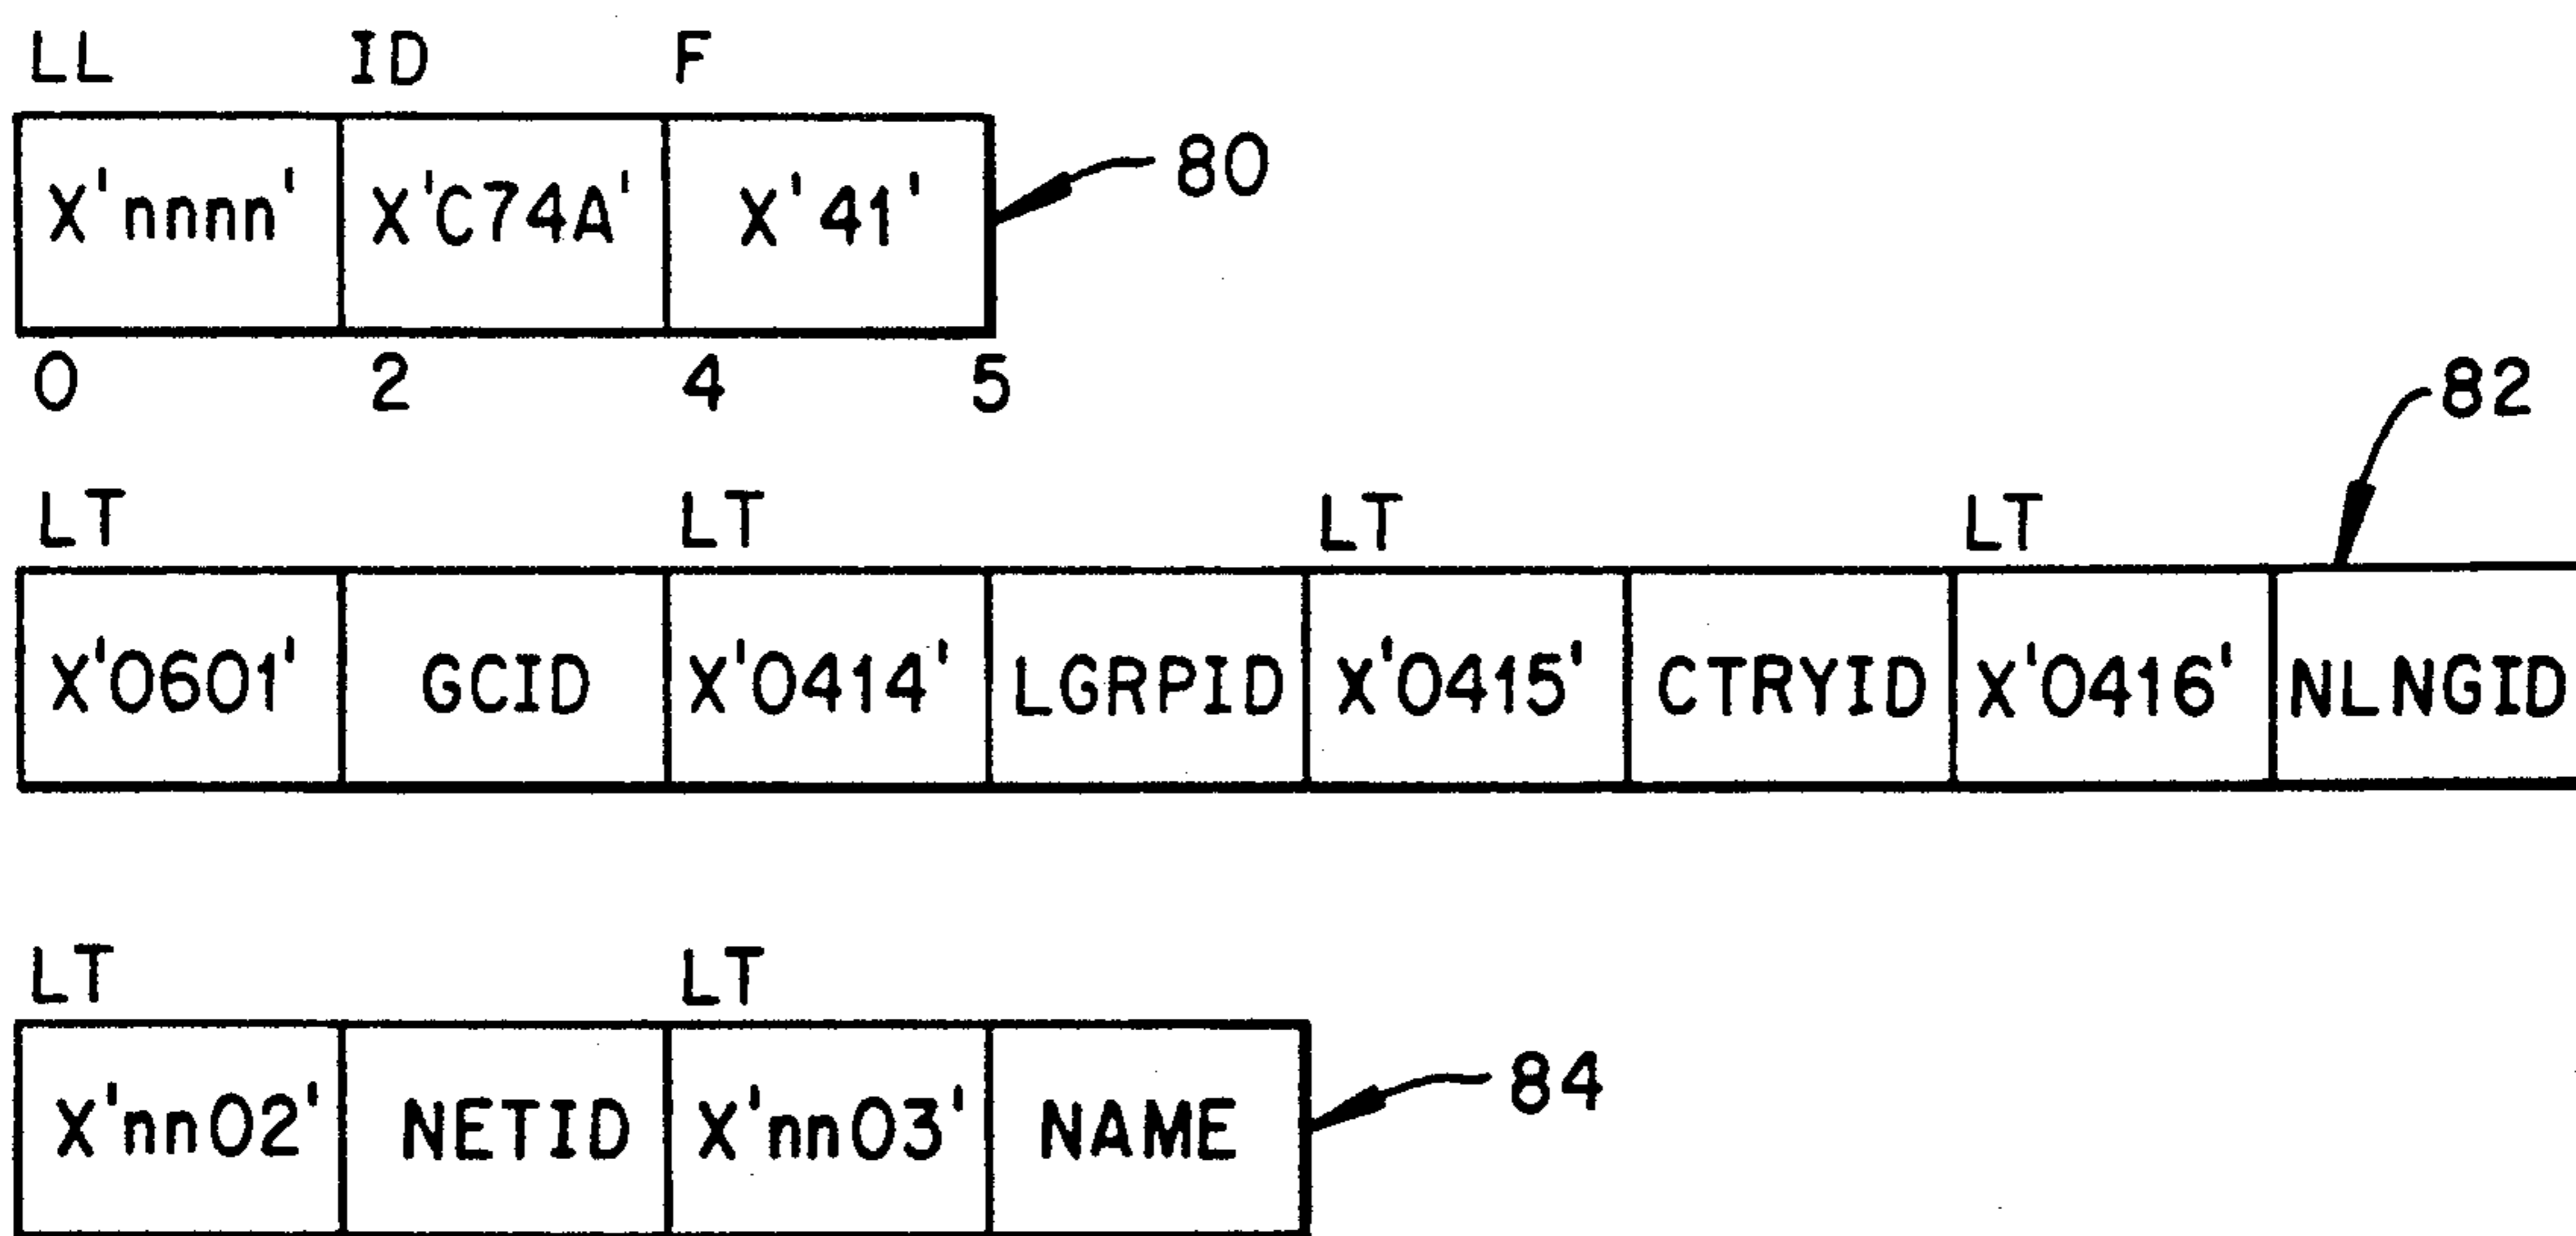 LL ID F
X'nnnn' X'C74A' X'41' 80
0 2 4 5
82
LT LT LT LT
X'0601' GCID X'0414' LGRPID X'0415' CTRYID X'0416' NLNGID
LT LT
X'nn02' NETID X'nn03' NAME 84